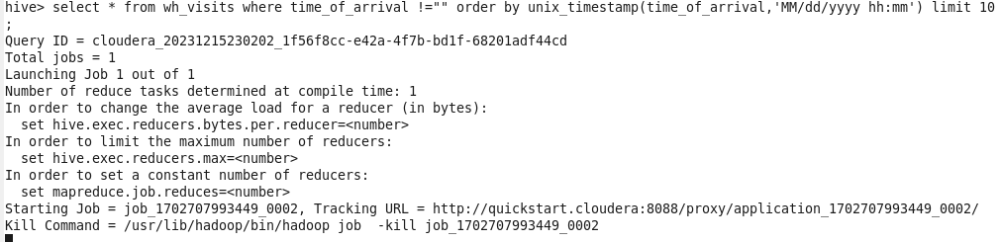 hive> select * from wh_visits where time_of_arrival !="" order by unix_timestamp(time_of_arrival,'MM/dd/yyyy hh:mm') limit 10
;
Query ID = cloudera_20231215230202_1f56f8cc-e42a-4f7b-bd1f-68201adf44cd
Total jobs = 1
Launching Job 1 out of 1
Number of reduce tasks determined at compile time: 1
In order to change the average load for a reducer (in bytes):
  set hive.exec.reducers.bytes.per.reducer=<number>
In order to limit the maximum number of reducers:
  set hive.exec.reducers.max=<number>
In order to set a constant number of reducers:
  set mapreduce.job.reduces=<number>
Starting Job = job_1702707993449_0002, Tracking URL = http://quickstart.cloudera:8088/proxy/application_1702707993449_0002/
Kill Command = /usr/lib/hadoop/bin/hadoop job  -kill job_1702707993449_0002